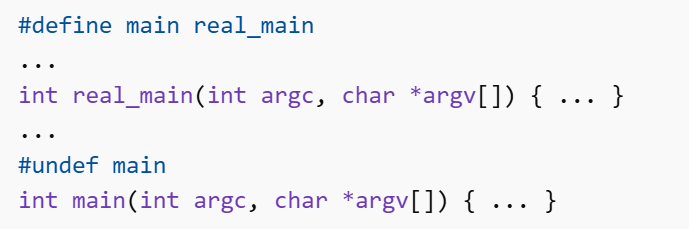 #define main real_main
...
int real_main(int argc, char *argv[]) { ... }
...
#undef main
int main(int argc, char *argv[]) { ... }